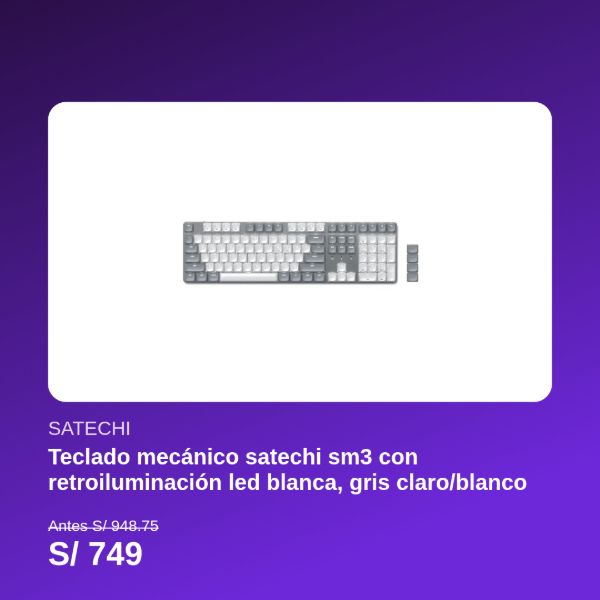 SATECHI
Teclado mecánico satechi sm3 con
retroiluminación led blanca, gris claro/blanco
Antes S/ 948.75
S/ 749